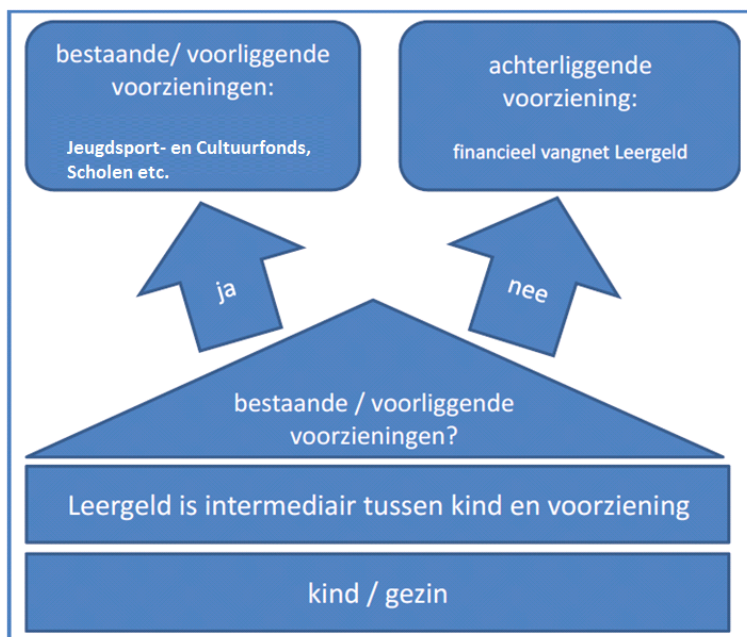 bestaande/ voorliggende
voorzieningen:
Jeugdsport- en Cultuurfonds,
Scholen etc.
achterliggende
voorziening:
financieel vangnet Leergeld
ja
nee
bestaande / voorliggende
voorzieningen?
Leergeld is intermediair tussen kind en voorziening
kind / gezin